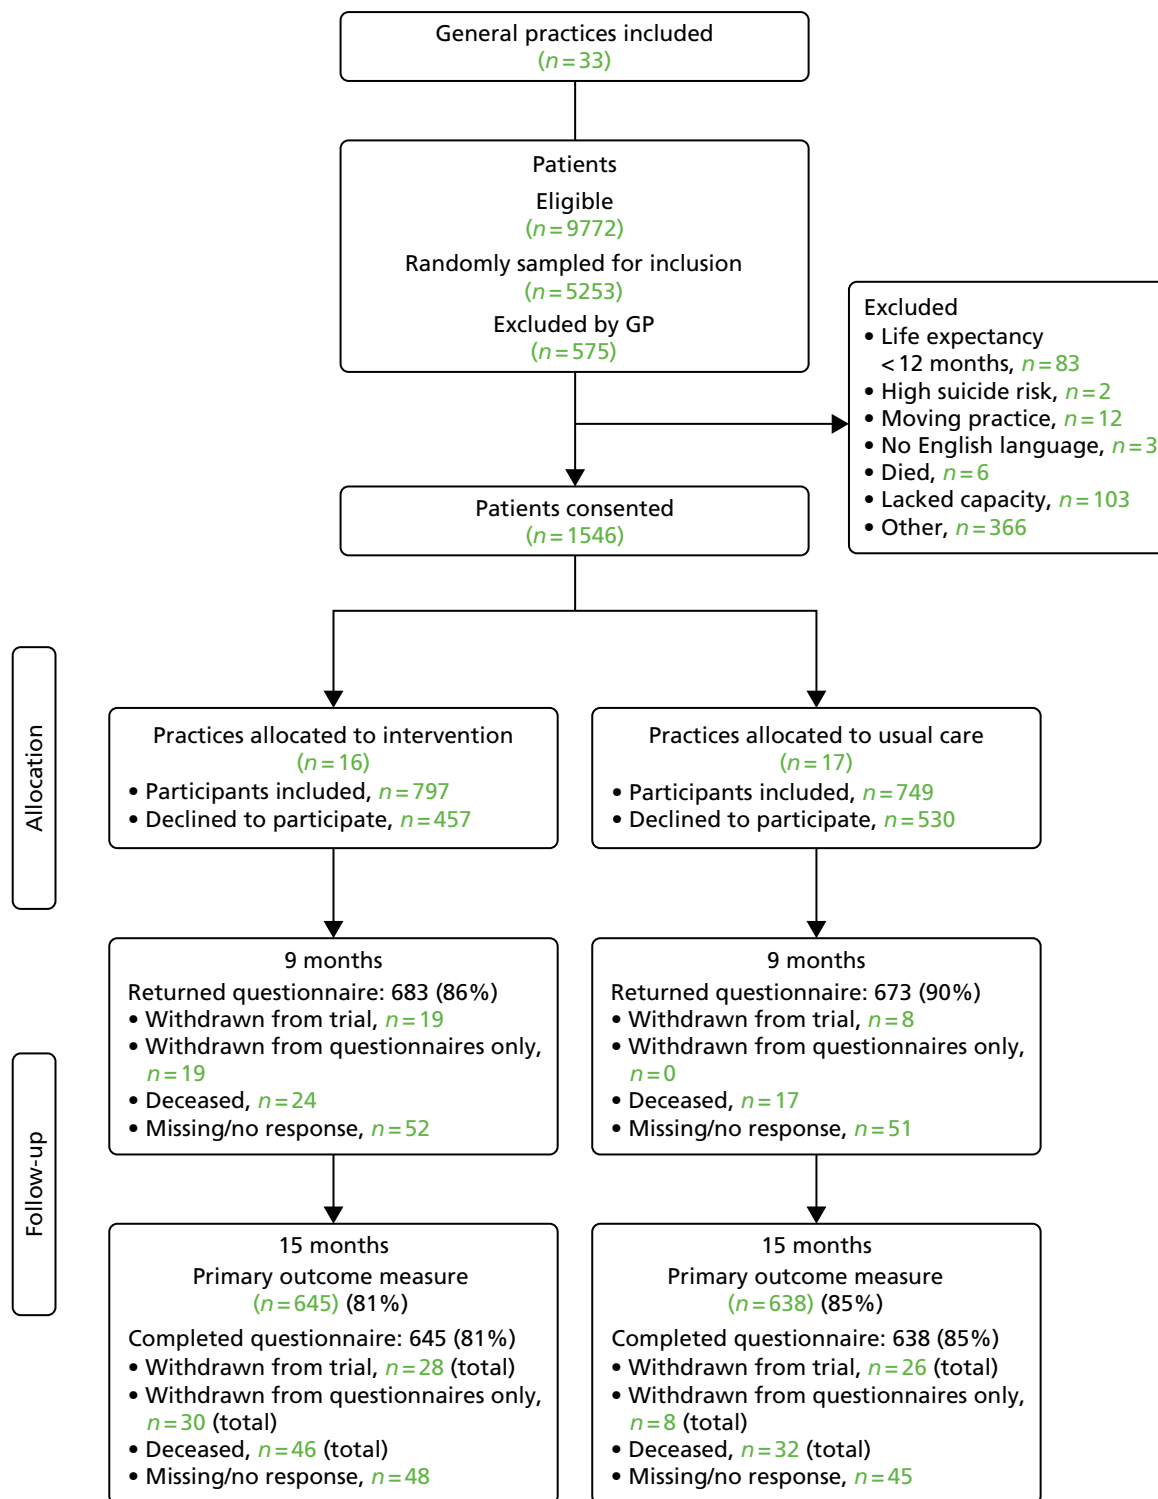 General practices included
(n=33)
Patients
Eligible
(n=9772)
Randomly sampled for inclusion
(n=5253)
Excluded by GP
(n=575)
Excluded
• Life expectancy
<12 months, n=83
• High suicide risk, n=2
• Moving practice, n=12
• No English language, n=3
• Died, n=6
• Lacked capacity, n=103
• Other, n=366
Patients consented
(n=1546)
Allocation
Practices allocated to intervention
(n=16)
• Participants included, n=797
• Declined to participate, n=457
Practices allocated to usual care
(n=17)
• Participants included, n=749
• Declined to participate, n=530
Follow-up
9 months
Returned questionnaire: 683 (86%)
• Withdrawn from trial, n=19
• Withdrawn from questionnaires only,
n=19
• Deceased, n=24
• Missing/no response, n=52
9 months
Returned questionnaire: 673 (90%)
• Withdrawn from trial, n=8
• Withdrawn from questionnaires only,
n=0
• Deceased, n=17
• Missing/no response, n=51
15 months
Primary outcome measure
(n=645) (81%)
Completed questionnaire: 645 (81%)
• Withdrawn from trial, n=28 (total)
• Withdrawn from questionnaires only,
n=30 (total)
• Deceased, n=46 (total)
• Missing/no response, n=48
15 months
Primary outcome measure
(n=638) (85%)
Completed questionnaire: 638 (85%)
• Withdrawn from trial, n=26 (total)
• Withdrawn from questionnaires only,
n=8 (total)
• Deceased, n=32 (total)
• Missing/no response, n=45